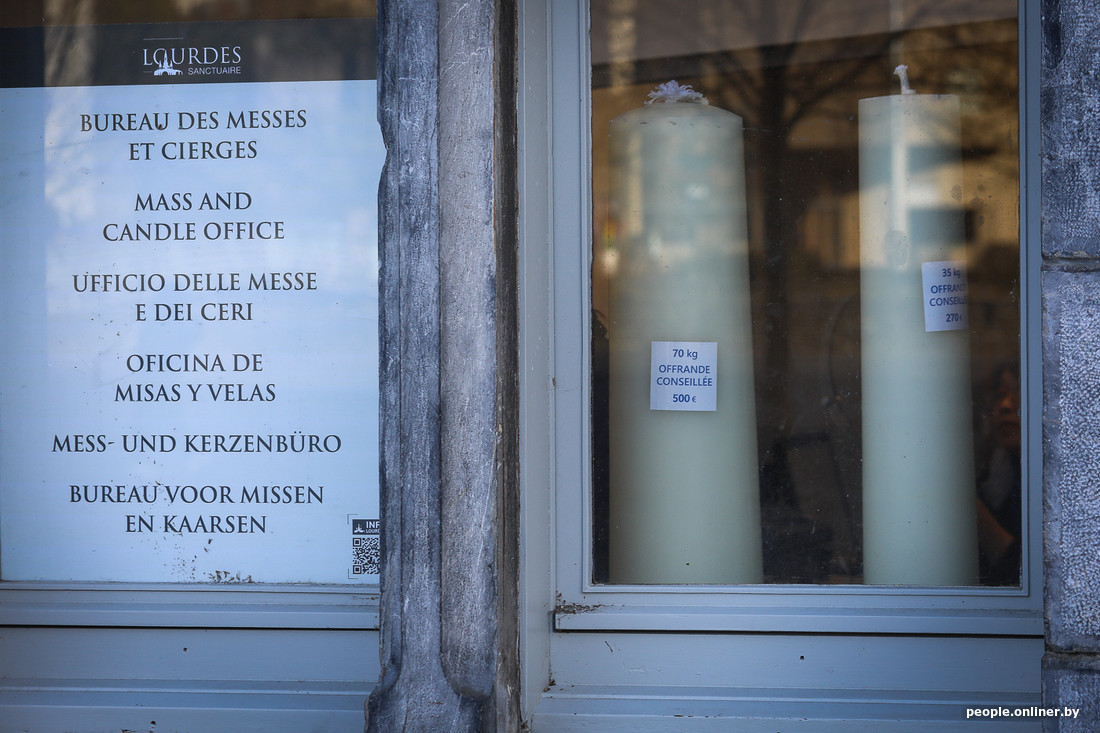 LOURDES
SANCTUAIRE
BUREAU DES MESSES
ET CIERGES
MASS AND
CANDLE OFFICE
UFFICIO DELLE MESSE
E DEI CERI
OFICINA DE
MISAS Y VELAS
MESS- UND KERZENBÜRO
BUREAU VOOR MISSEN
EN KAARSEN
70 kg
OFFRANDE
CONSEILLÉE
500 €
35 kg
CONSEILLÉE
270 €
people.onliner.by